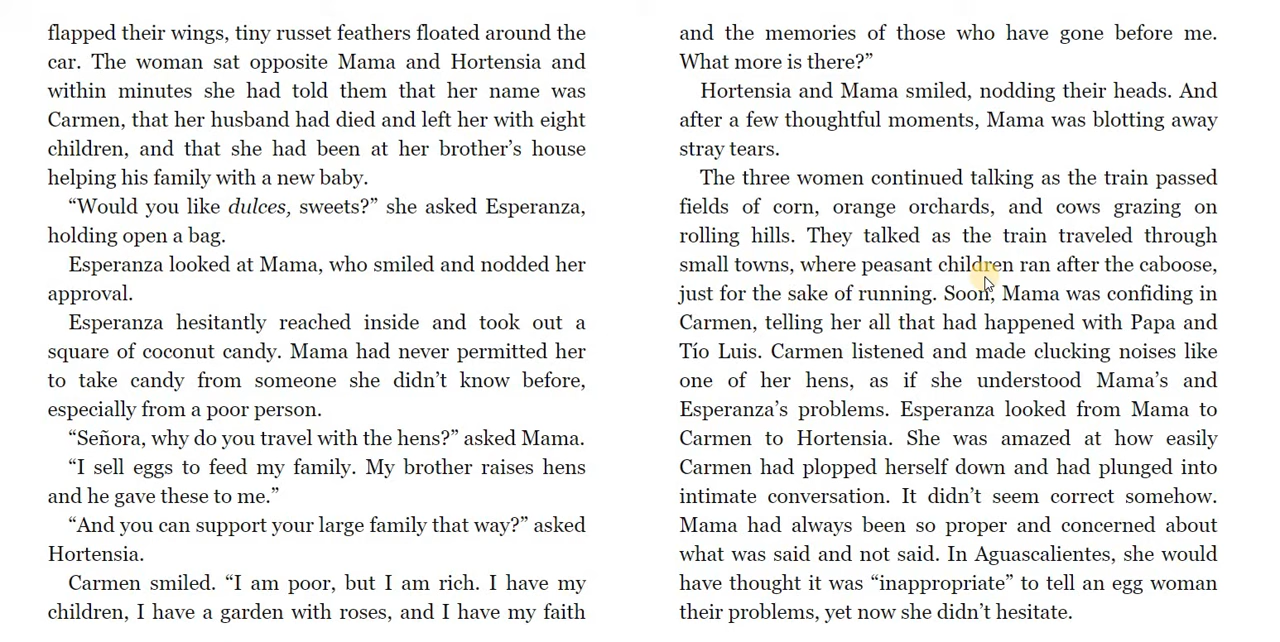 flapped their wings, tiny russet feathers floated around the
car. The woman sat opposite Mama and Hortensia and
within minutes she had told them that her name was
Carmen, that her husband had died and left her with eight
children, and that she had been at her brother’s house
helping his family with a new baby.
“Would you like dulces, sweets?” she asked Esperanza,
holding open a bag.
Esperanza looked at Mama, who smiled and nodded her
approval.
Esperanza hesitantly reached inside and took out a
square of coconut candy. Mama had never permitted her
to take candy from someone she didn’t know before,
especially from a poor person.
“Señora, why do you travel with the hens?” asked Mama.
“I sell eggs to feed my family. My brother raises hens
and he gave these to me.”
“And you can support your large family that way?” asked
Hortensia.
Carmen smiled. “I am poor, but I am rich. I have my
children, I have a garden with roses, and I have my faith
and the memories of those who have gone before me.
What more is there?”
Hortensia and Mama smiled, nodding their heads. And
after a few thoughtful moments, Mama was blotting away
stray tears.
The three women continued talking as the train passed
fields of corn, orange orchards, and cows grazing on
rolling hills. They talked as the train traveled through
small towns, where peasant children ran after the caboose,
just for the sake of running. Soon, Mama was confiding in
Carmen, telling her all that had happened with Papa and
Tío Luis. Carmen listened and made clucking noises like
one of her hens, as if she understood Mama’s and
Esperanza’s problems. Esperanza looked from Mama to
Carmen to Hortensia. She was amazed at how easily
Carmen had plopped herself down and had plunged into
intimate conversation. It didn’t seem correct somehow.
Mama had always been so proper and concerned about
what was said and not said. In Aguascalientes, she would
have thought it was “inappropriate” to tell an egg woman
their problems, yet now she didn’t hesitate.